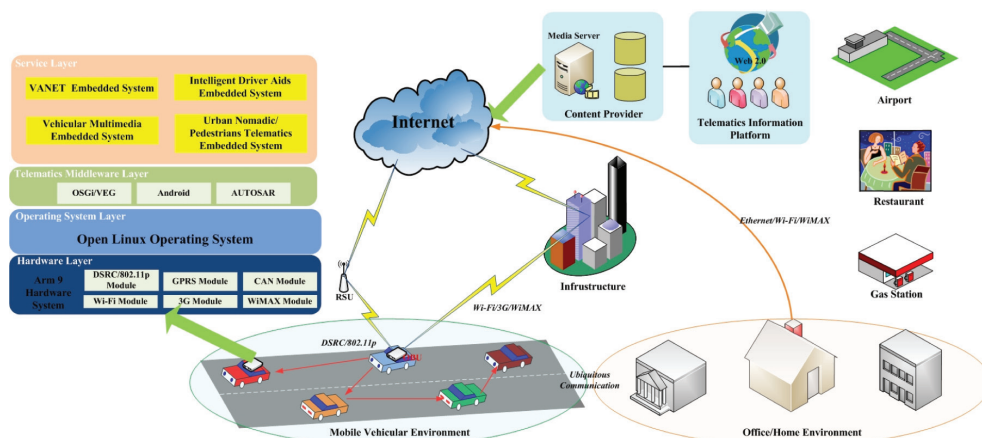 Service Layer
VANET Embedded System
Intelligent Driver Aids
Embedded System
Vehicular Multimedia
Embedded System
Urban Nomadic/
Pedestrians Telematics
Embedded System
Telematics Middleware Layer
OSGi/VEG
Android
AUTOSAR
Operating System Layer
Open Linux Operating System
Hardware Layer
Arm 9
Hardware
System
DSRC/802.11p
Module
GPRS Module
CAN Module
Wi-Fi Module
3G Module
WiMAX Module
Internet
Media Server
Content Provider
Web 2.0
Telematics Information
Platform
Airport
Restaurant
Gas Station
Ethernet/Wi-Fi/WiMAX
Infrustructure
RSU
Wi-Fi/3G/WiMAX
DSRC/802.11p
Ubiquitous
Communication
Mobile Vehicular Environment
Office/Home Environment